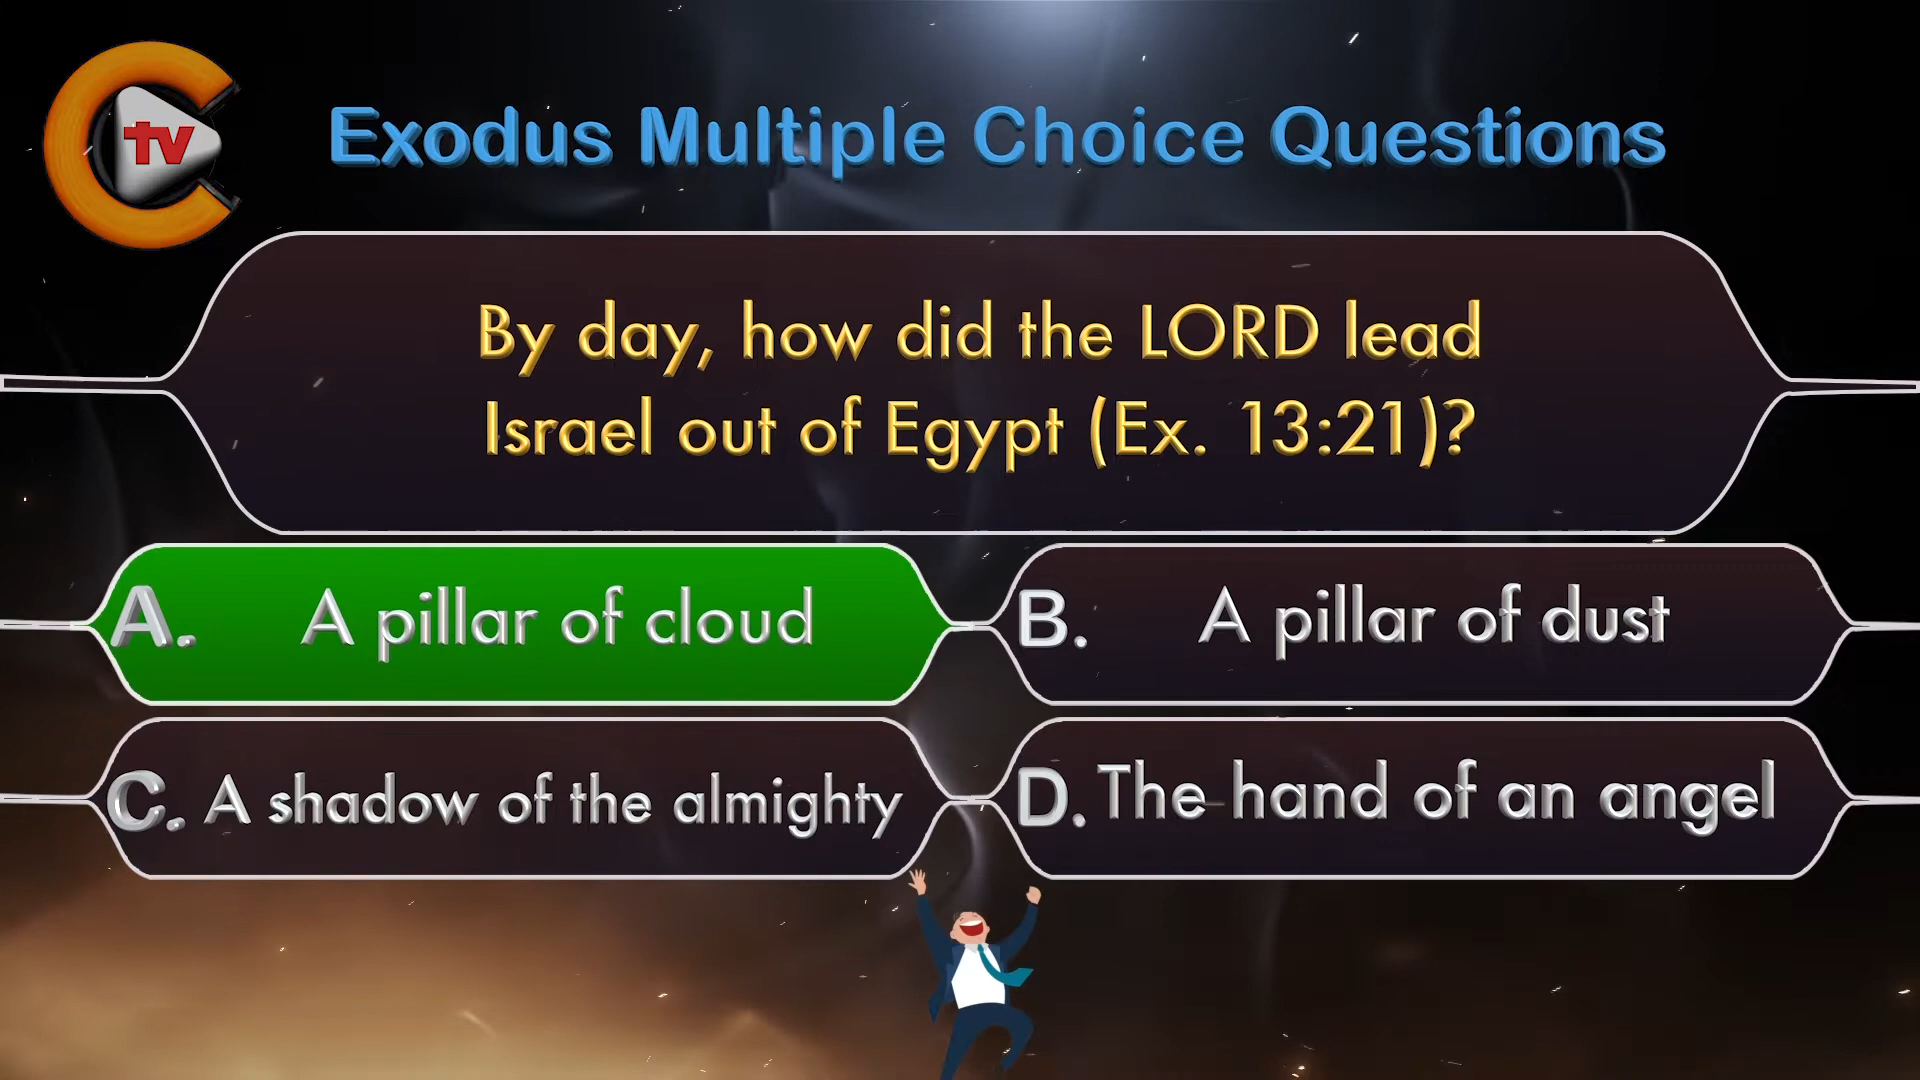 tv
Exodus Multiple Choice Questions
By day, how did the LORD lead
Israel out of Egypt (Ex. 13:21)?
A. A pillar of cloud
B. A pillar of dust
C. A shadow of the almighty
D. The hand of an angel